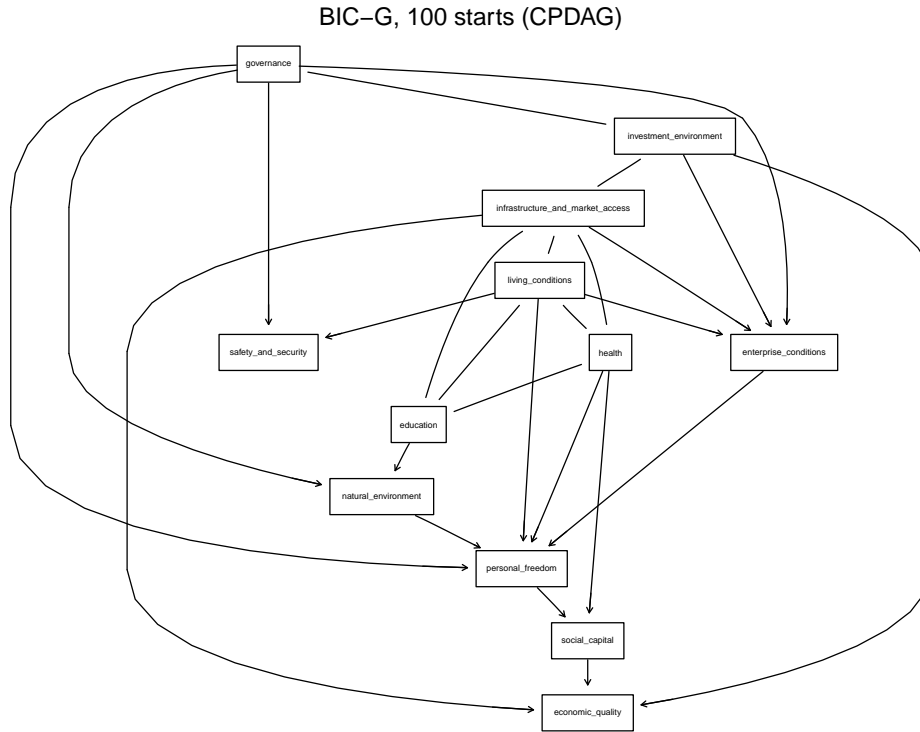 BIC−G, 100 starts (CPDAG)
governance
investment_environment
infrastructure_and_market_access
living_conditions
safety_and_security
health
enterprise_conditions
education
natural_environment
personal_freedom
social_capital
economic_quality